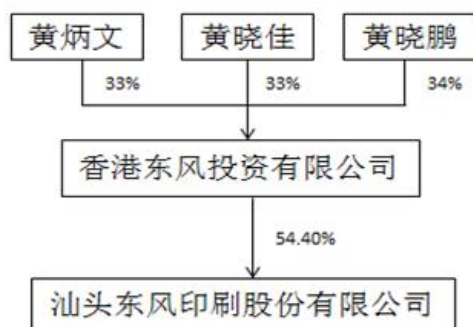 黄炳文 黄晓佳 黄晓鹏
33% 33% 34%
香港东风投资有限公司
54.40%
汕头东风印刷股份有限公司